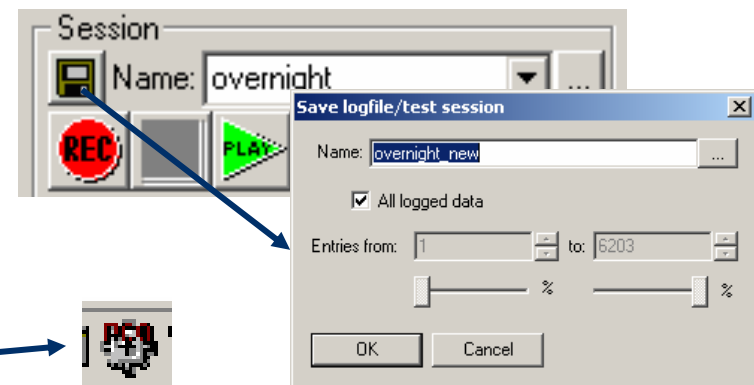 Session
Name: overnight ...
REC PLAY
Save logfile/test session
Name: overnight_new ...
All logged data
Entries from: 1 to: 6203
% %
OK Cancel